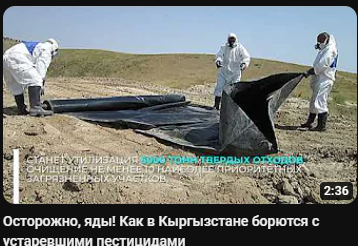 СТАНЕТ УТИЛИЗАЦИЯ 5000 ТОНН ТВЕРДЫХ ОТХОДОВ
ОЧИЩЕНИЕ НЕ МЕНЕЕ 10 НАИБОЛЕЕ ПРИОРИТЕТНЫХ
ЗАГРЯЗНЕННЫХ УЧАСТКОВ
2:36
Осторожно, яды! Как в Кыргызстане борются с
устаревшими пестицидами